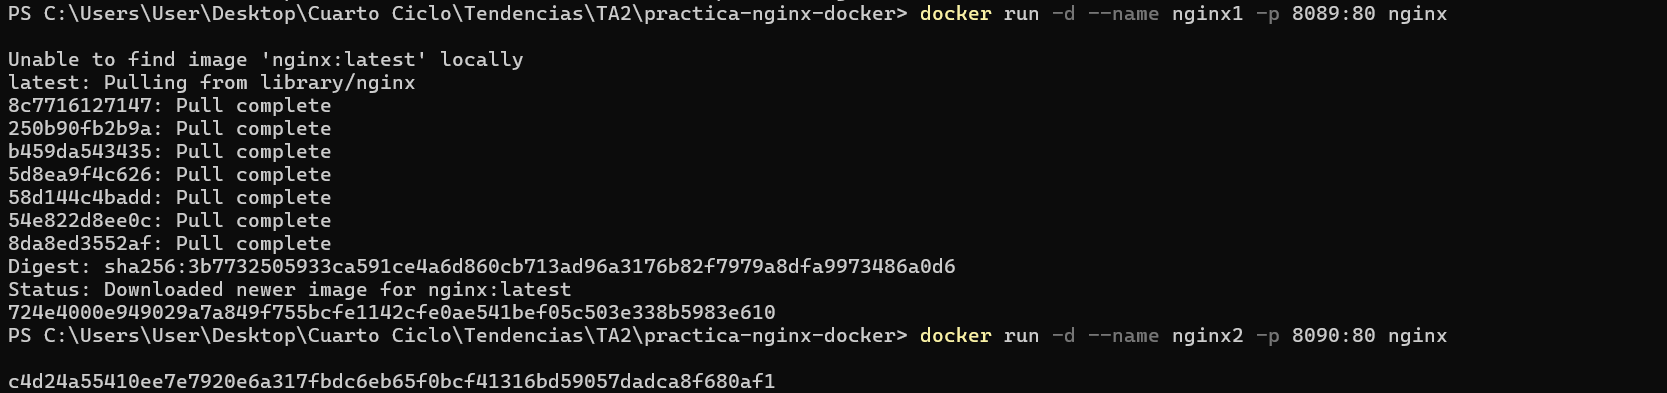 PS C:\Users\User\Desktop\Cuarto Ciclo\Tendencias\TA2\practica-nginx-docker> docker run -d --name nginx1 -p 8089:80 nginx
Unable to find image 'nginx:latest' locally
latest: Pulling from library/nginx
8c7716127147: Pull complete
250b90fb2b9a: Pull complete
b459da543435: Pull complete
5d8ea9f4c626: Pull complete
58d144c4badd: Pull complete
54e822d8ee0c: Pull complete
8da8ed3552af: Pull complete
Digest: sha256:3b7732505933ca591ce4a6d860cb713ad96a3176b82f7979a8dfa9973486a0d6
Status: Downloaded newer image for nginx:latest
724e4000e949029a7a849f755bcfe1142cfe0ae541bef05c503e338b5983e610
PS C:\Users\User\Desktop\Cuarto Ciclo\Tendencias\TA2\practica-nginx-docker> docker run -d --name nginx2 -p 8090:80 nginx
c4d24a55410ee7e7920e6a317fbdc6eb65f0bcf41316bd59057dadca8f680af1